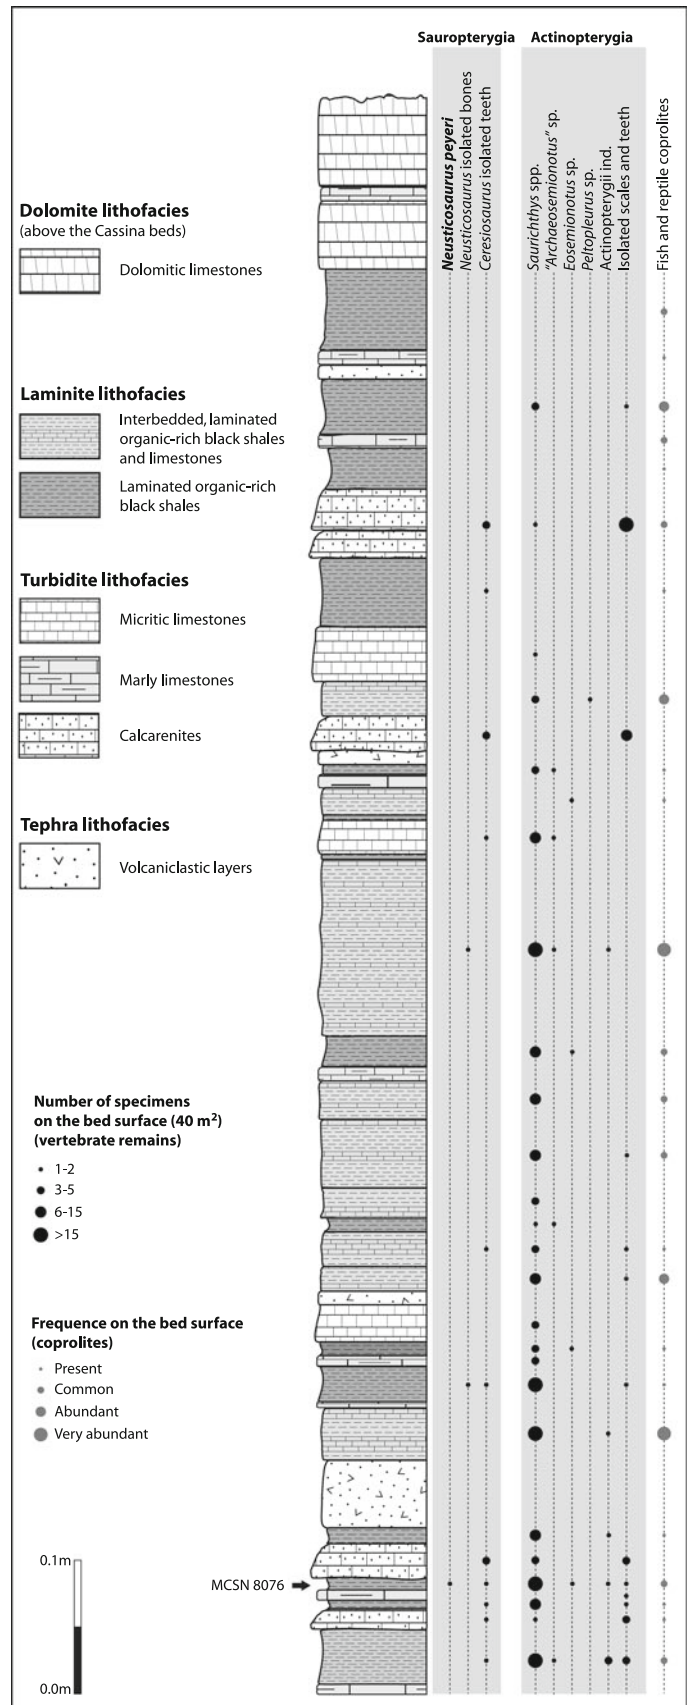 Sauropterygia
Actinopterygia
Neusticosaurus peyeri
Neusticosaurus isolated bones
Ceresiosaurus isolated teeth
Saurichthys spp.
"Archaeosemionotus" sp.
Eosemionotus sp.
Peltopleurus sp.
Actinopterygii ind.
Isolated scales and teeth
Fish and reptile coprolites
Dolomite lithofacies
(above the Cassina beds)
Dolomitic limestones
Laminite lithofacies
Interbedded, laminated
organic-rich black shales
and limestones
Laminated organic-rich
black shales
Turbidite lithofacies
Micritic limestones
Marly limestones
Calcarenites
Tephra lithofacies
Volcaniclastic layers
Number of specimens
on the bed surface (40 m²)
(vertebrate remains)
1-2
3-5
6-15
>15
Frequence on the bed surface
(coprolites)
Present
Common
Abundant
Very abundant
0.1m
MCSN 8076
0.0m